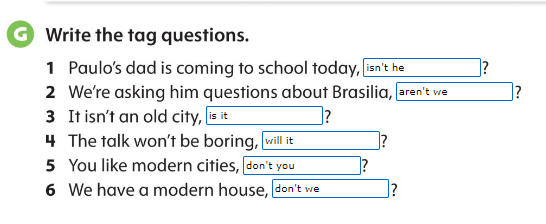 G Write the tag questions.
1 Paulo's dad is coming to school today, isn't he ?
2 We're asking him questions about Brasilia, aren't we ?
3 It isn't an old city, is it ?
4 The talk won't be boring, will it ?
5 You like modern cities, don't you ?
6 We have a modern house, don't we ?